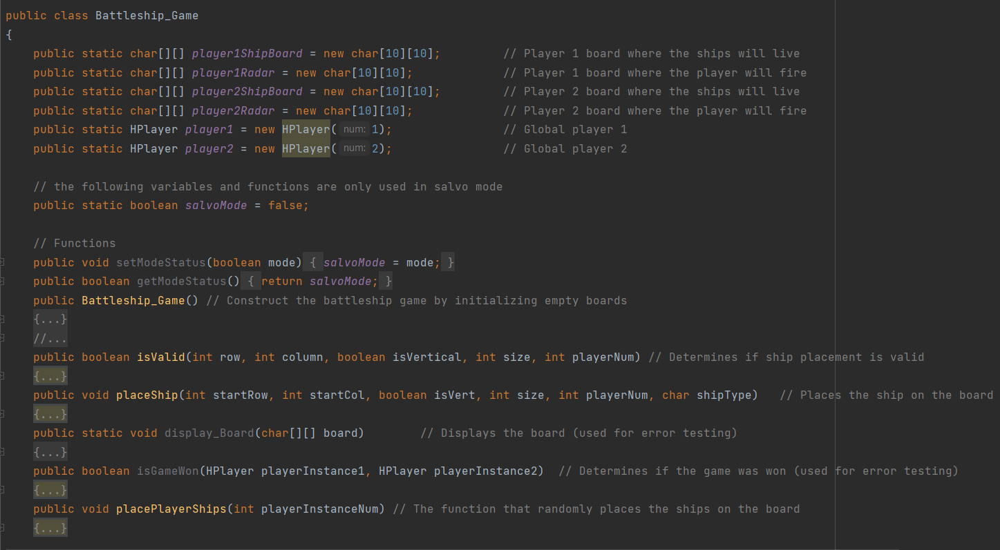 public class Battleship_Game
{
    public static char[][] player1ShipBoard = new char[10][10];         // Player 1 board where the ships will live
    public static char[][] player1Radar = new char[10][10];             // Player 1 board where the player will fire
    public static char[][] player2ShipBoard = new char[10][10];         // Player 2 board where the ships will live
    public static char[][] player2Radar = new char[10][10];             // Player 2 board where the player will fire
    public static HPlayer player1 = new HPlayer( num: 1);                // Global player 1
    public static HPlayer player2 = new HPlayer( num: 2);                // Global player 2
    // the following variables and functions are only used in salvo mode
    public static boolean salvoMode = false;
    // Functions
    public void setModeStatus(boolean mode) { salvoMode = mode; }
    public boolean getModeStatus() { return salvoMode; }
    public Battleship_Game() // Construct the battleship game by initializing empty boards
    {...}
    //...
    public boolean isValid(int row, int column, boolean isVertical, int size, int playerNum) // Determines if ship placement is valid
    {...}
    public void placeShip(int startRow, int startCol, boolean isVert, int size, int playerNum, char shipType)   // Places the ship on the board
    {...}
    public static void display_Board(char[][] board)        // Displays the board (used for error testing)
    {...}
    public boolean isGameWon(HPlayer playerInstance1, HPlayer playerInstance2)  // Determines if the game was won (used for error testing)
    {...}
    public void placePlayerShips(int playerInstanceNum) // The function that randomly places the ships on the board
    {...}